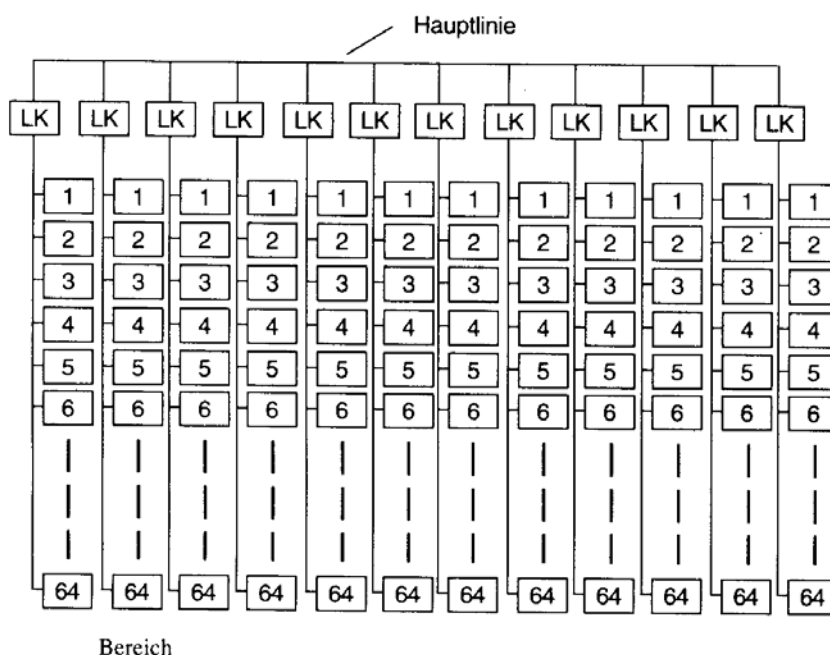 Hauptlinie
LK LK LK LK LK LK LK LK LK LK LK LK
1 1 1 1 1 1 1 1 1 1 1 1
2 2 2 2 2 2 2 2 2 2 2 2
3 3 3 3 3 3 3 3 3 3 3 3
4 4 4 4 4 4 4 4 4 4 4 4
5 5 5 5 5 5 5 5 5 5 5 5
6 6 6 6 6 6 6 6 6 6 6 6
64 64 64 64 64 64 64 64 64 64 64 64
Bereich